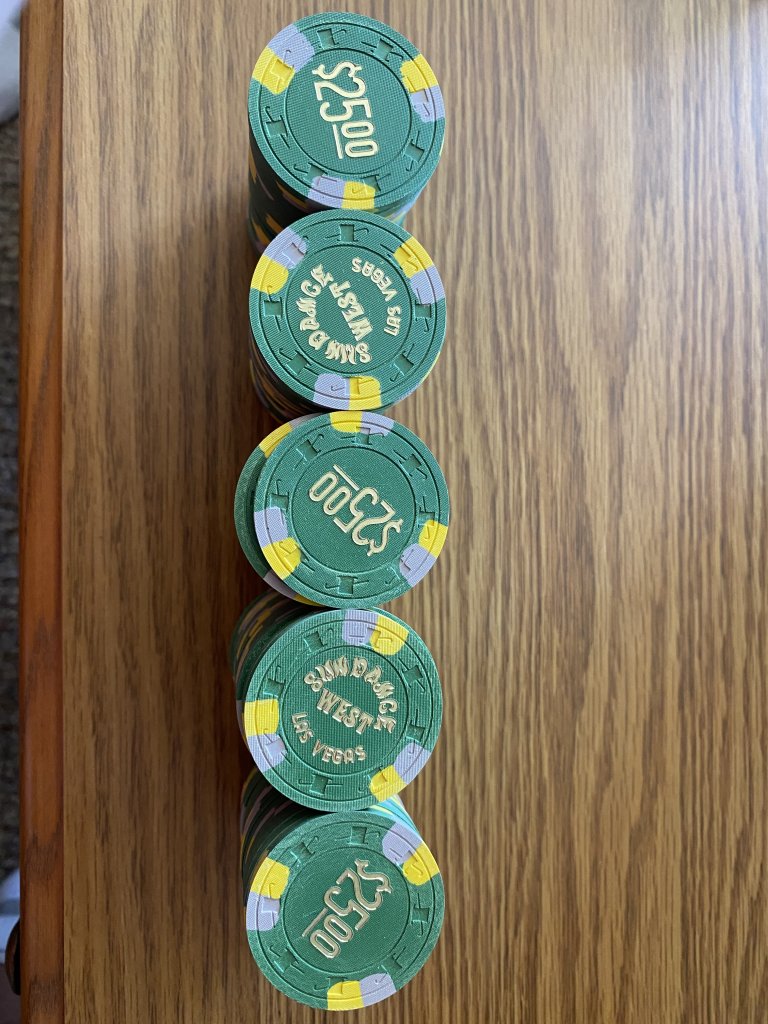 $25.00
SUNDANCE
WEST
LAS VEGAS
$25.00
SUNDANCE
WEST
LAS VEGAS
$25.00